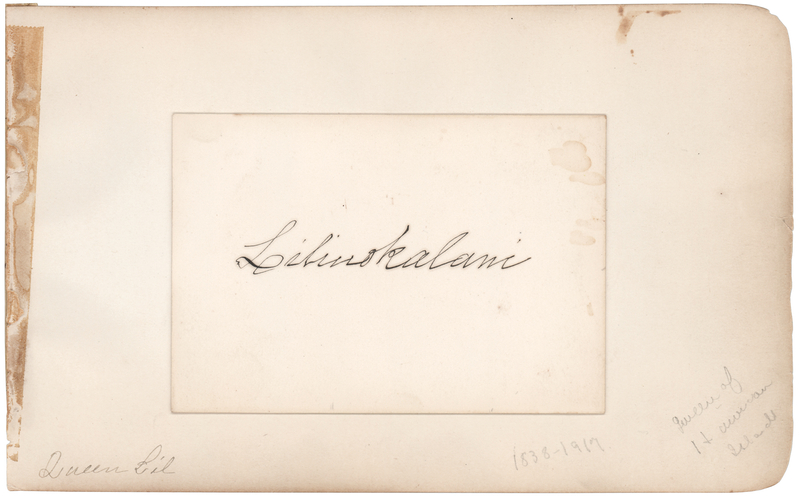 Liliuokalani
Queen Lil
1838-1917
Queen of
Hawaiian
Islands